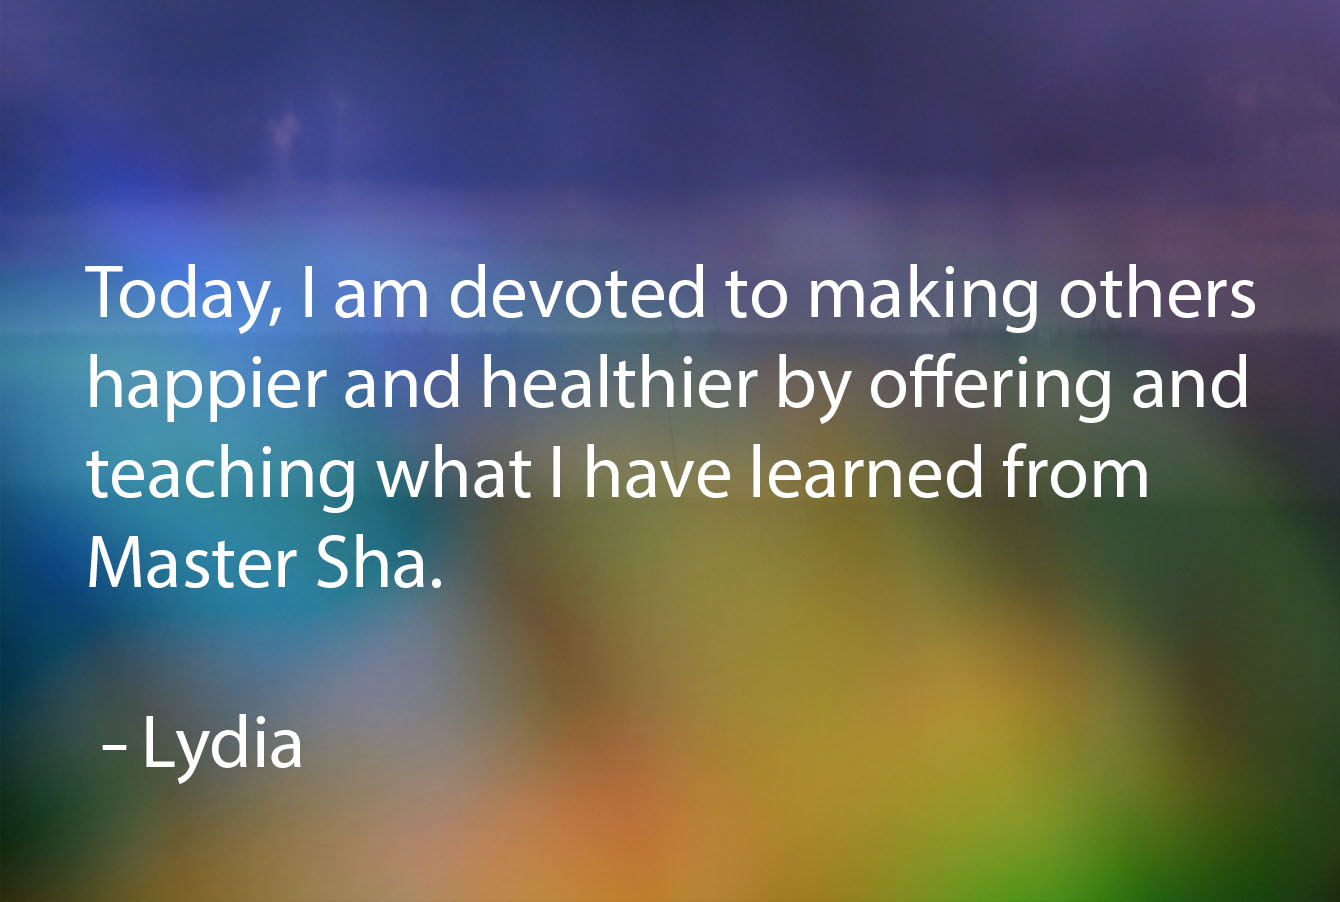 Today, I am devoted to making others
happier and healthier by offering and
teaching what I have learned from
Master Sha.
– Lydia